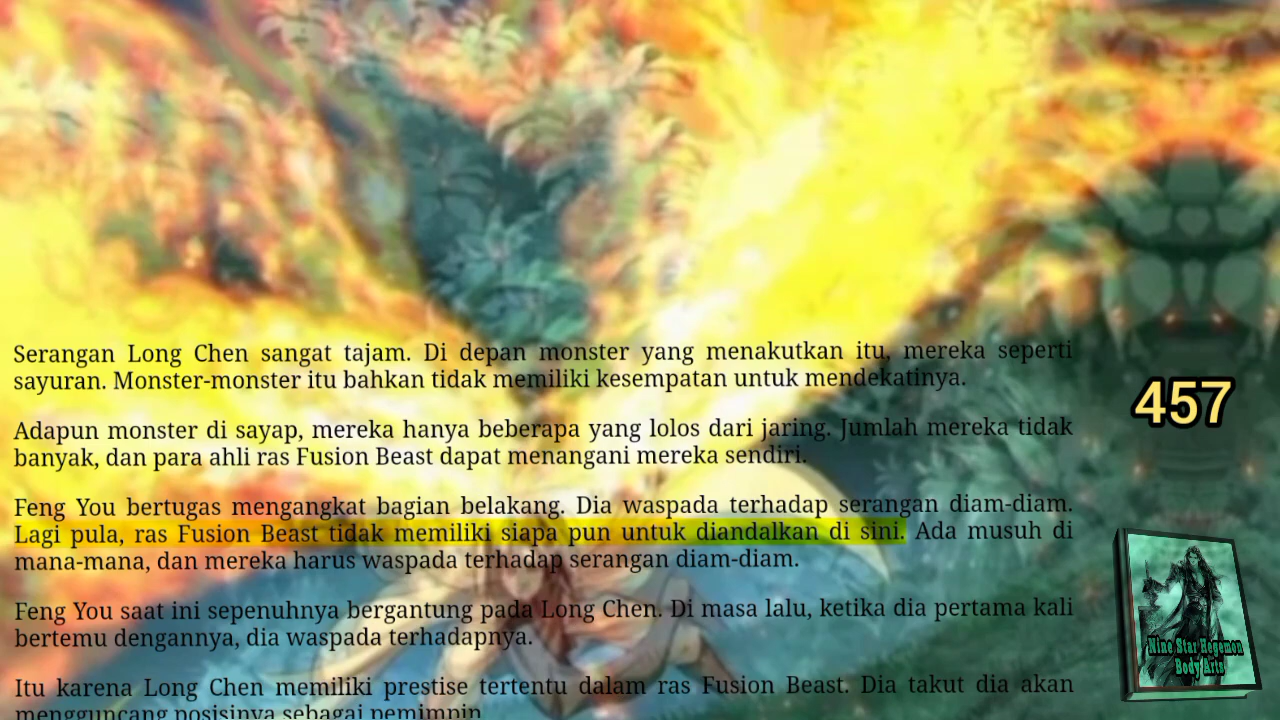 Serangan Long Chen sangat tajam. Di depan monster yang menakutkan itu, mereka seperti
sayuran. Monster-monster itu bahkan tidak memiliki kesempatan untuk mendekatinya.
Adapun monster di sayap, mereka hanya beberapa yang lolos dari jaring. Jumlah mereka tidak
banyak, dan para ahli ras Fusion Beast dapat menangani mereka sendiri.
Feng You bertugas mengangkat bagian belakang. Dia waspada terhadap serangan diam-diam.
Lagi pula, ras Fusion Beast tidak memiliki siapa pun untuk diandalkan di sini. Ada musuh di
mana-mana, dan mereka harus waspada terhadap serangan diam-diam.
Feng You saat ini sepenuhnya bergantung pada Long Chen. Di masa lalu, ketika dia pertama kali
bertemu dengannya, dia waspada terhadapnya.
Itu karena Long Chen memiliki prestise tertentu dalam ras Fusion Beast. Dia takut dia akan
mengguncang posisinya sebagai pemimpin
457
Nine Star Hegemon
Body Arts